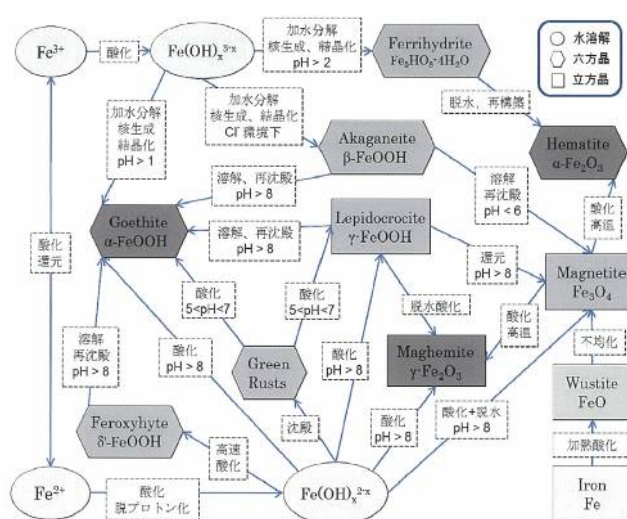 Fe3+
酸化
Fe(OH)x3-x
加水分解
核生成、結晶化
pH > 2
Ferrihydrite
Fe5HO8·4H2O
水溶解
六方晶
立方晶
加水分解
核生成
結晶化
pH > 1
加水分解
核生成、結晶化
Cl-環境下
脱水、再構築
Akaganeite
β-FeOOH
Hematite
α-Fe2O3
溶解、再沈殿
pH > 8
溶解
再沈殿
pH < 6
酸化
高温
Goethite
α-FeOOH
溶解、再沈殿
pH > 8
Lepidocrocite
γ-FeOOH
還元
pH > 8
Magnetite
Fe3O4
酸化
還元
酸化
5<pH<7
酸化
5<pH<7
脱水酸化
酸化
高温
不均化
溶解
再沈殿
pH > 8
酸化
pH > 8
Green
Rusts
酸化
pH > 8
Maghemite
γ-Fe2O3
Wustite
FeO
Feroxyhyte
δ'-FeOOH
沈殿
酸化
pH > 8
酸化+脱水
pH > 8
高速
酸化
加熱酸化
Fe2+
酸化
脱プロトン化
Fe(OH)x2-x
Iron
Fe